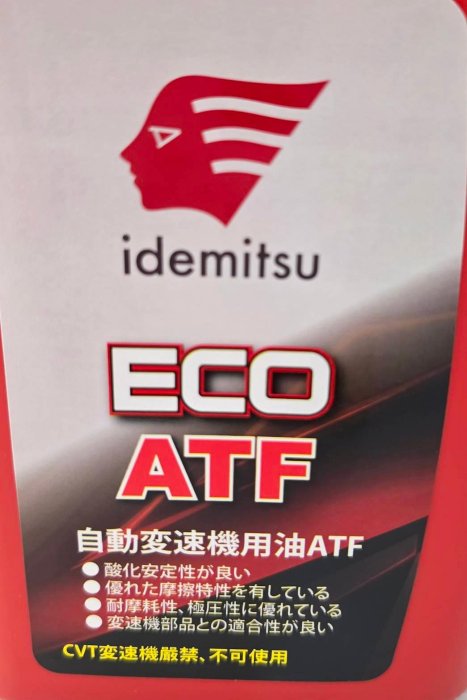 idemitsu
ECO
ATF
自動変速機用油ATF
● 酸化安定性が良い
● 優れた摩擦特性を有している
● 耐摩耗性、極圧性に優れている
● 変速機部品との適合性が良い
CVT変速機厳禁、不可使用